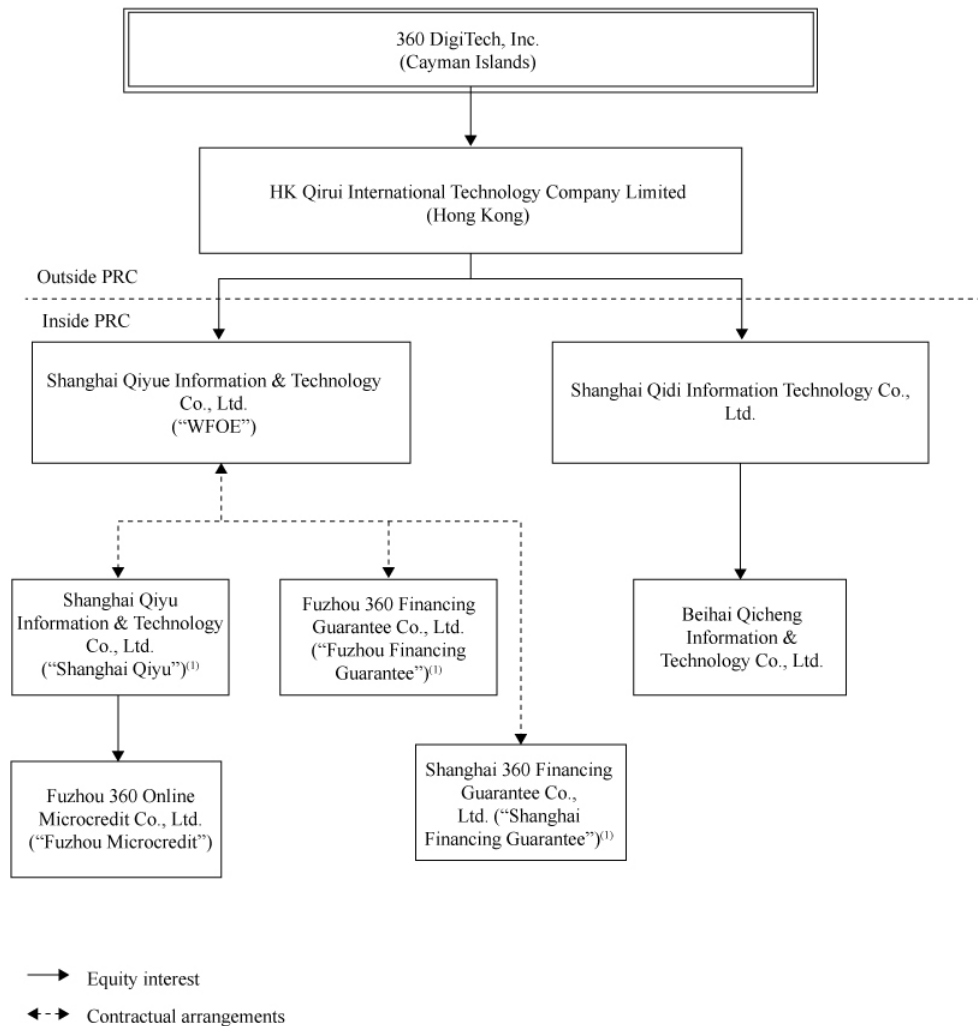 360 DigiTech, Inc.
(Cayman Islands)
HK Qirui International Technology Company Limited
(Hong Kong)
Outside PRC
Inside PRC
Shanghai Qiyue Information & Technology
Co., Ltd.
(“WFOE”)
Shanghai Qidi Information Technology Co.,
Ltd.
Shanghai Qiyu
Information & Technology
Co., Ltd.
(“Shanghai Qiyu”)(1)
Fuzhou 360 Financing
Guarantee Co., Ltd.
(“Fuzhou Financing
Guarantee”)(1)
Beihai Qicheng
Information &
Technology Co., Ltd.
Fuzhou 360 Online
Microcredit Co., Ltd.
(“Fuzhou Microcredit”)
Shanghai 360 Financing
Guarantee Co.,
Ltd. (“Shanghai
Financing Guarantee”)(1)
Equity interest
Contractual arrangements